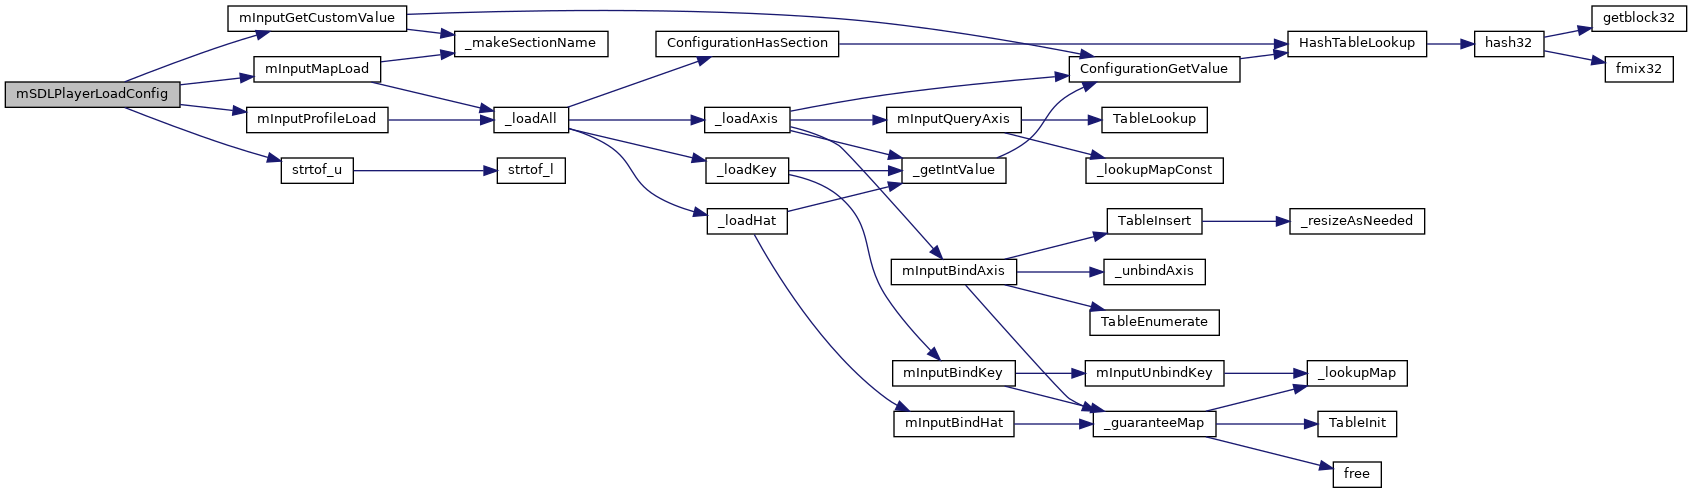 mSDLPlayerLoadConfig
mInputGetCustomValue
mInputMapLoad
mInputProfileLoad
strtof_u
_makeSectionName
_loadAll
strtof_l
ConfigurationHasSection
_loadAxis
_loadKey
_loadHat
mInputQueryAxis
_getIntValue
mInputBindAxis
mInputBindKey
mInputBindHat
ConfigurationGetValue
TableLookup
_lookupMapConst
TableInsert
_unbindAxis
TableEnumerate
mInputUnbindKey
_guaranteeMap
HashTableLookup
_resizeAsNeeded
_lookupMap
TableInit
free
hash32
getblock32
fmix32